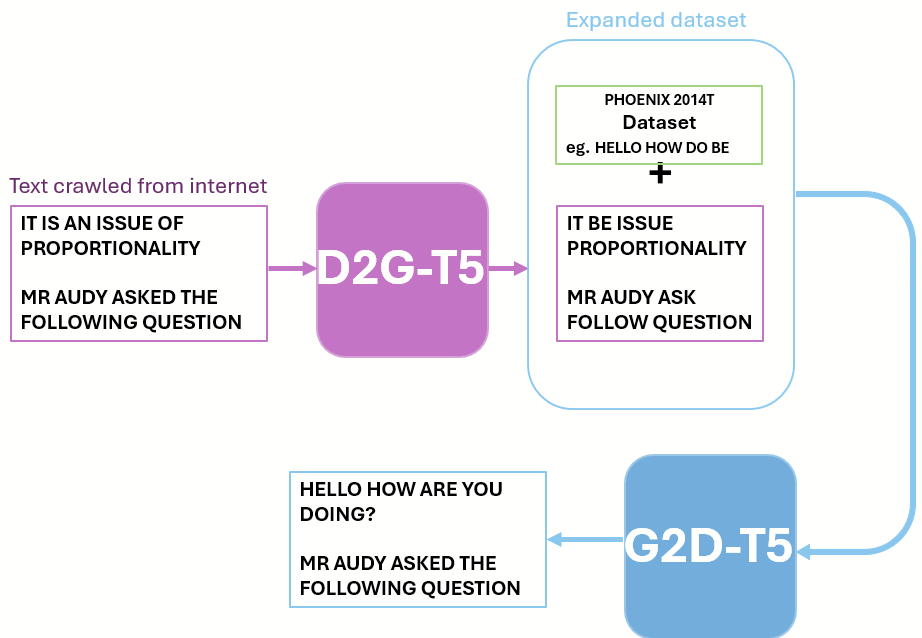 Expanded dataset
PHOENIX 2014T
Dataset
eg. HELLO HOW DO BE
+
Text crawled from internet
IT IS AN ISSUE OF
PROPORTIONALITY
MR AUDY ASKED THE
FOLLOWING QUESTION
D2G-T5
IT BE ISSUE
PROPORTIONALITY
MR AUDY ASK
FOLLOW QUESTION
HELLO HOW ARE YOU
DOING?
MR AUDY ASKED THE
FOLLOWING QUESTION
G2D-T5